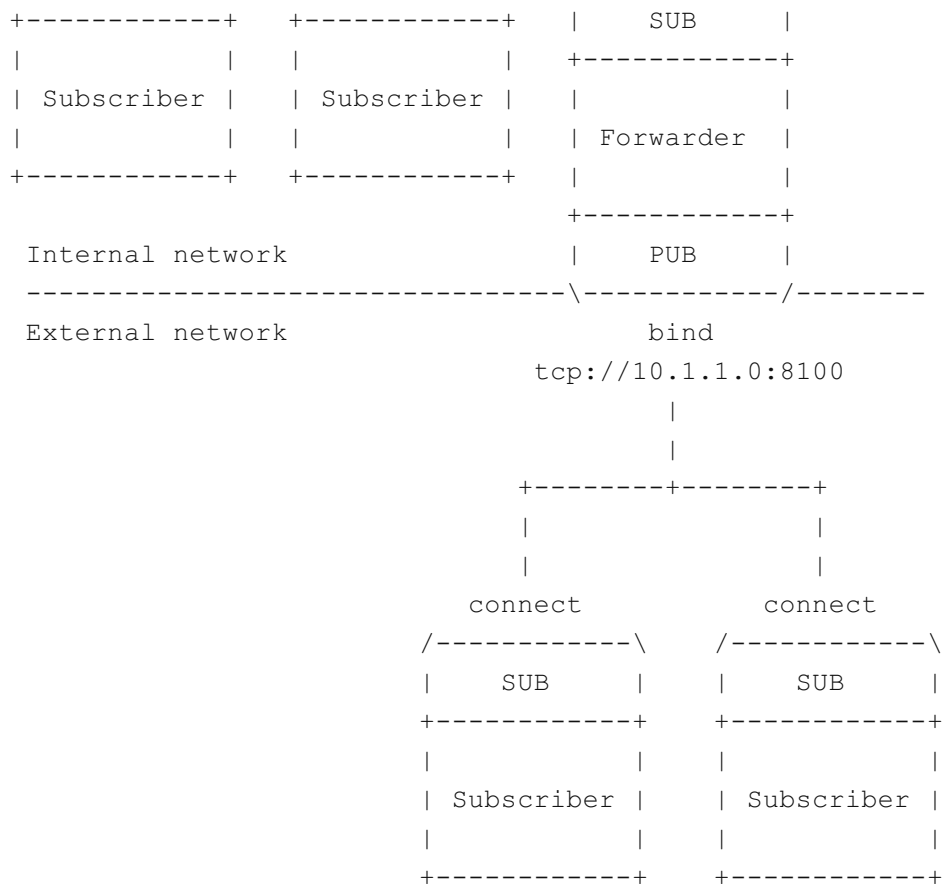 SUB
Subscriber Subscriber
Forwarder
Internal network PUB
External network bind
tcp://10.1.1.0:8100
connect connect
SUB SUB
Subscriber Subscriber